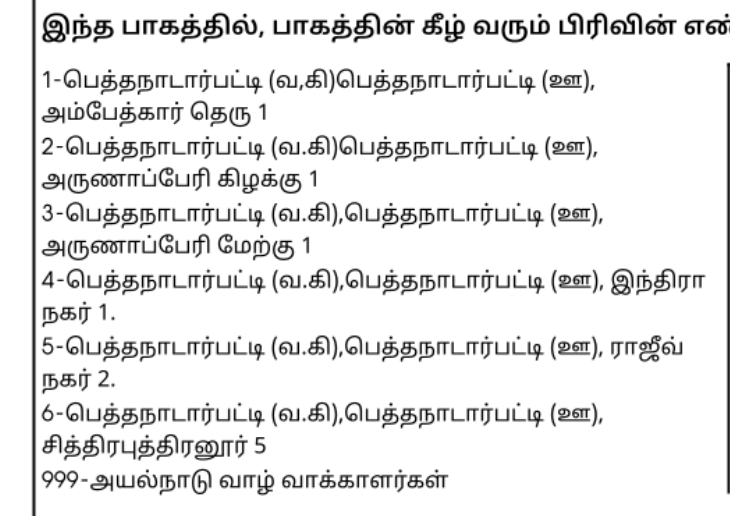 இந்த பாகத்தில், பாகத்தின் கீழ் வரும் பிரிவின்
1-பெத்தநாடார்பட்டி (வ,கி)பெத்தநாடார்பட்டி (ஊ),
அம்பேத்கார் தெரு 1
2-பெத்தநாடார்பட்டி (வ.கி)பெத்தநாடார்பட்டி (ஊ),
அருணாப்பேரி கிழக்கு 1
3-பெத்தநாடார்பட்டி (வ.கி),பெத்தநாடார்பட்டி (ஊ),
அருணாப்பேரி மேற்கு 1
4-பெத்தநாடார்பட்டி (வ.கி),பெத்தநாடார்பட்டி (ஊ), இந்திரா
நகர் 1.
5-பெத்தநாடார்பட்டி (வ.கி),பெத்தநாடார்பட்டி (ஊ), ராஜீவ்
நகர் 2.
6-பெத்தநாடார்பட்டி (வ.கி),பெத்தநாடார்பட்டி (ஊ),
சித்திரபுத்திரனூர் 5
999-அயல்நாடு வாழ் வாக்காளர்கள்